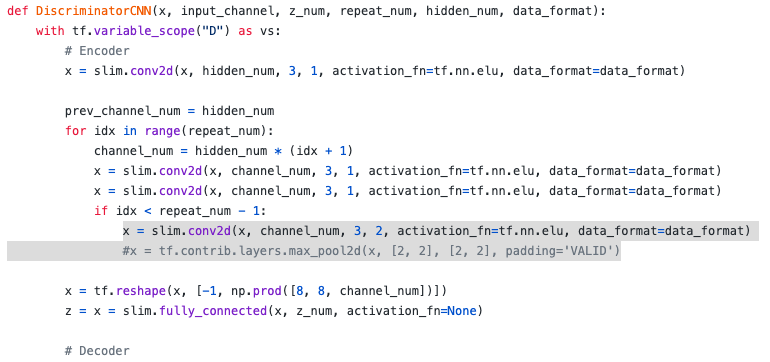 def DiscriminatorCNN(x, input_channel, z_num, repeat_num, hidden_num, data_format):
    with tf.variable_scope("D") as vs:
        # Encoder
        x = slim.conv2d(x, hidden_num, 3, 1, activation_fn=tf.nn.elu, data_format=data_format)

        prev_channel_num = hidden_num
        for idx in range(repeat_num):
            channel_num = hidden_num * (idx + 1)
            x = slim.conv2d(x, channel_num, 3, 1, activation_fn=tf.nn.elu, data_format=data_format)
            x = slim.conv2d(x, channel_num, 3, 1, activation_fn=tf.nn.elu, data_format=data_format)
            if idx < repeat_num - 1:
                x = slim.conv2d(x, channel_num, 3, 2, activation_fn=tf.nn.elu, data_format=data_format)
                #x = tf.contrib.layers.max_pool2d(x, [2, 2], [2, 2], padding='VALID')

        x = tf.reshape(x, [-1, np.prod([8, 8, channel_num])])
        z = x = slim.fully_connected(x, z_num, activation_fn=None)

        # Decoder